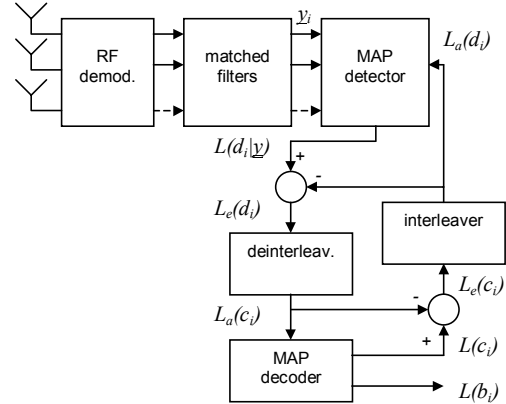 RF
demod.
matched
filters
y_i
MAP
detector
L_a(d_i)
L(d_i|y)
+
-
L_e(d_i)
interleaver
deinterleav.
L_e(c_i)
L_a(c_i)
-
+
MAP
decoder
L(c_i)
L(b_i)